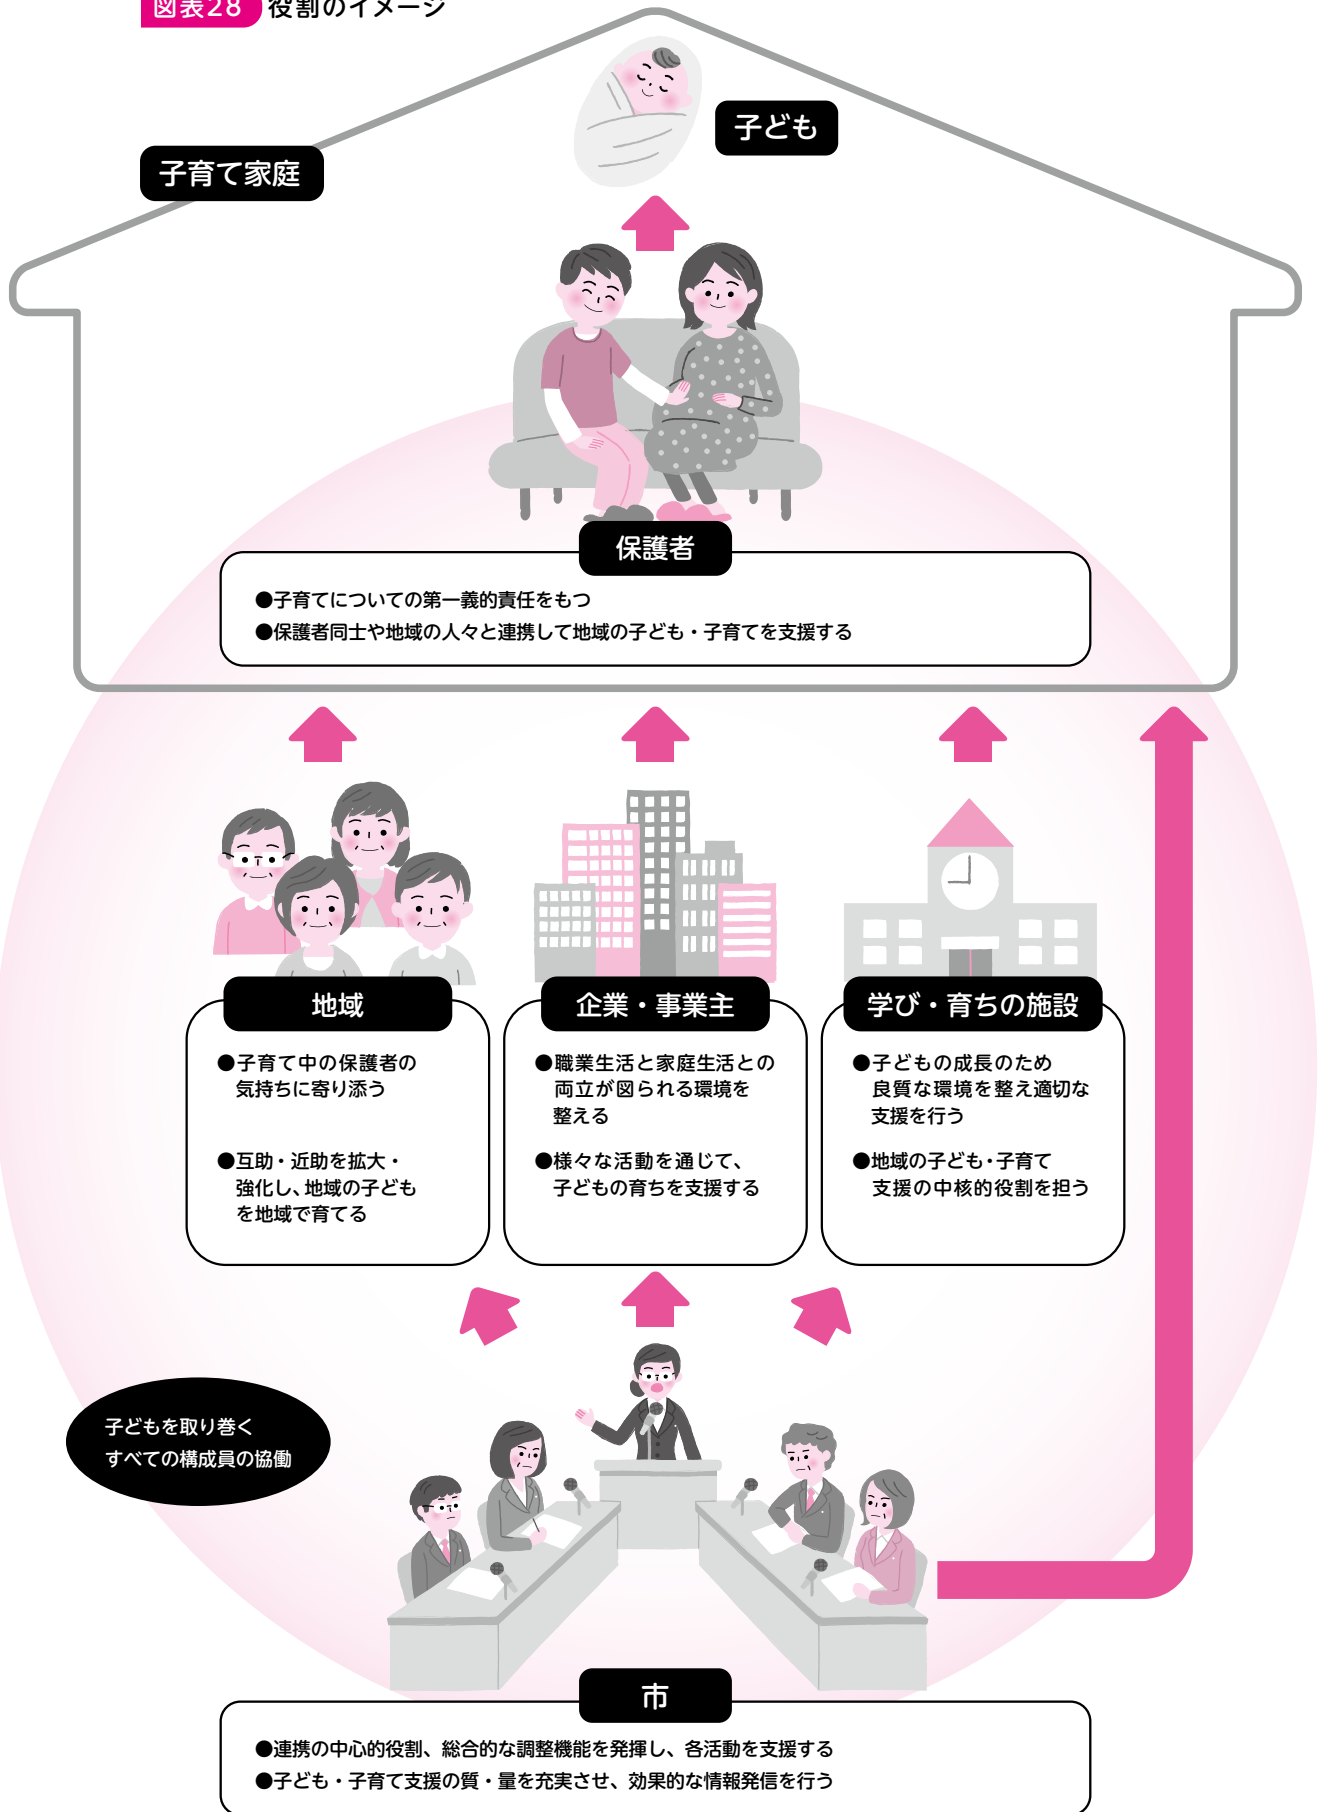 図表28 役割のイメージ
子ども
子育て家庭
保護者
●子育てについての第一義的責任をもつ
●保護者同士や地域の人々と連携して地域の子ども・子育てを支援する
地域
●子育て中の保護者の
気持ちに寄り添う
●互助・近助を拡大・
強化し、地域の子ども
を地域で育てる
企業・事業主
●職業生活と家庭生活との
両立が図られる環境を
整える
●様々な活動を通じて、
子どもの育ちを支援する
学び・育ちの施設
●子どもの成長のため
良質な環境を整え適切な
支援を行う
●地域の子ども・子育て
支援の中核的役割を担う
子どもを取り巻く
すべての構成員の協働
市
●連携の中心的役割、総合的な調整機能を発揮し、各活動を支援する
●子ども・子育て支援の質・量を充実させ、効果的な情報発信を行う